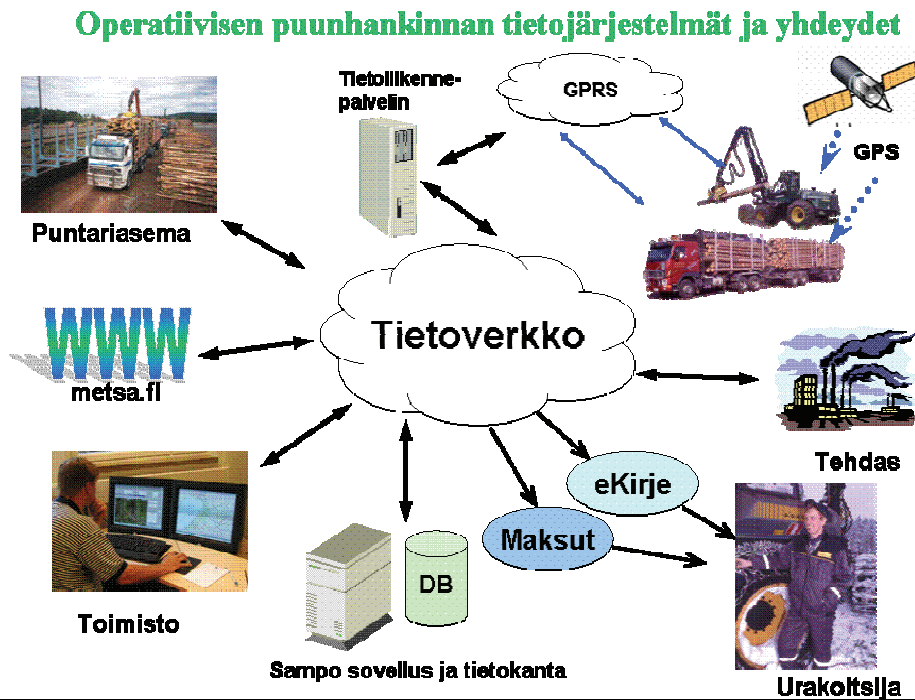 Operatiivisen puunhankinnan tietojärjestelmät ja yhdeydet
Tietoliikenne-
palvelin
GPRS
GPS
Puntariasema
Tietoverkko
WWW
metsa.fi
Tehdas
eKirje
Maksut
DB
Toimisto
Sampo sovellus ja tietokanta
Urakoitsija